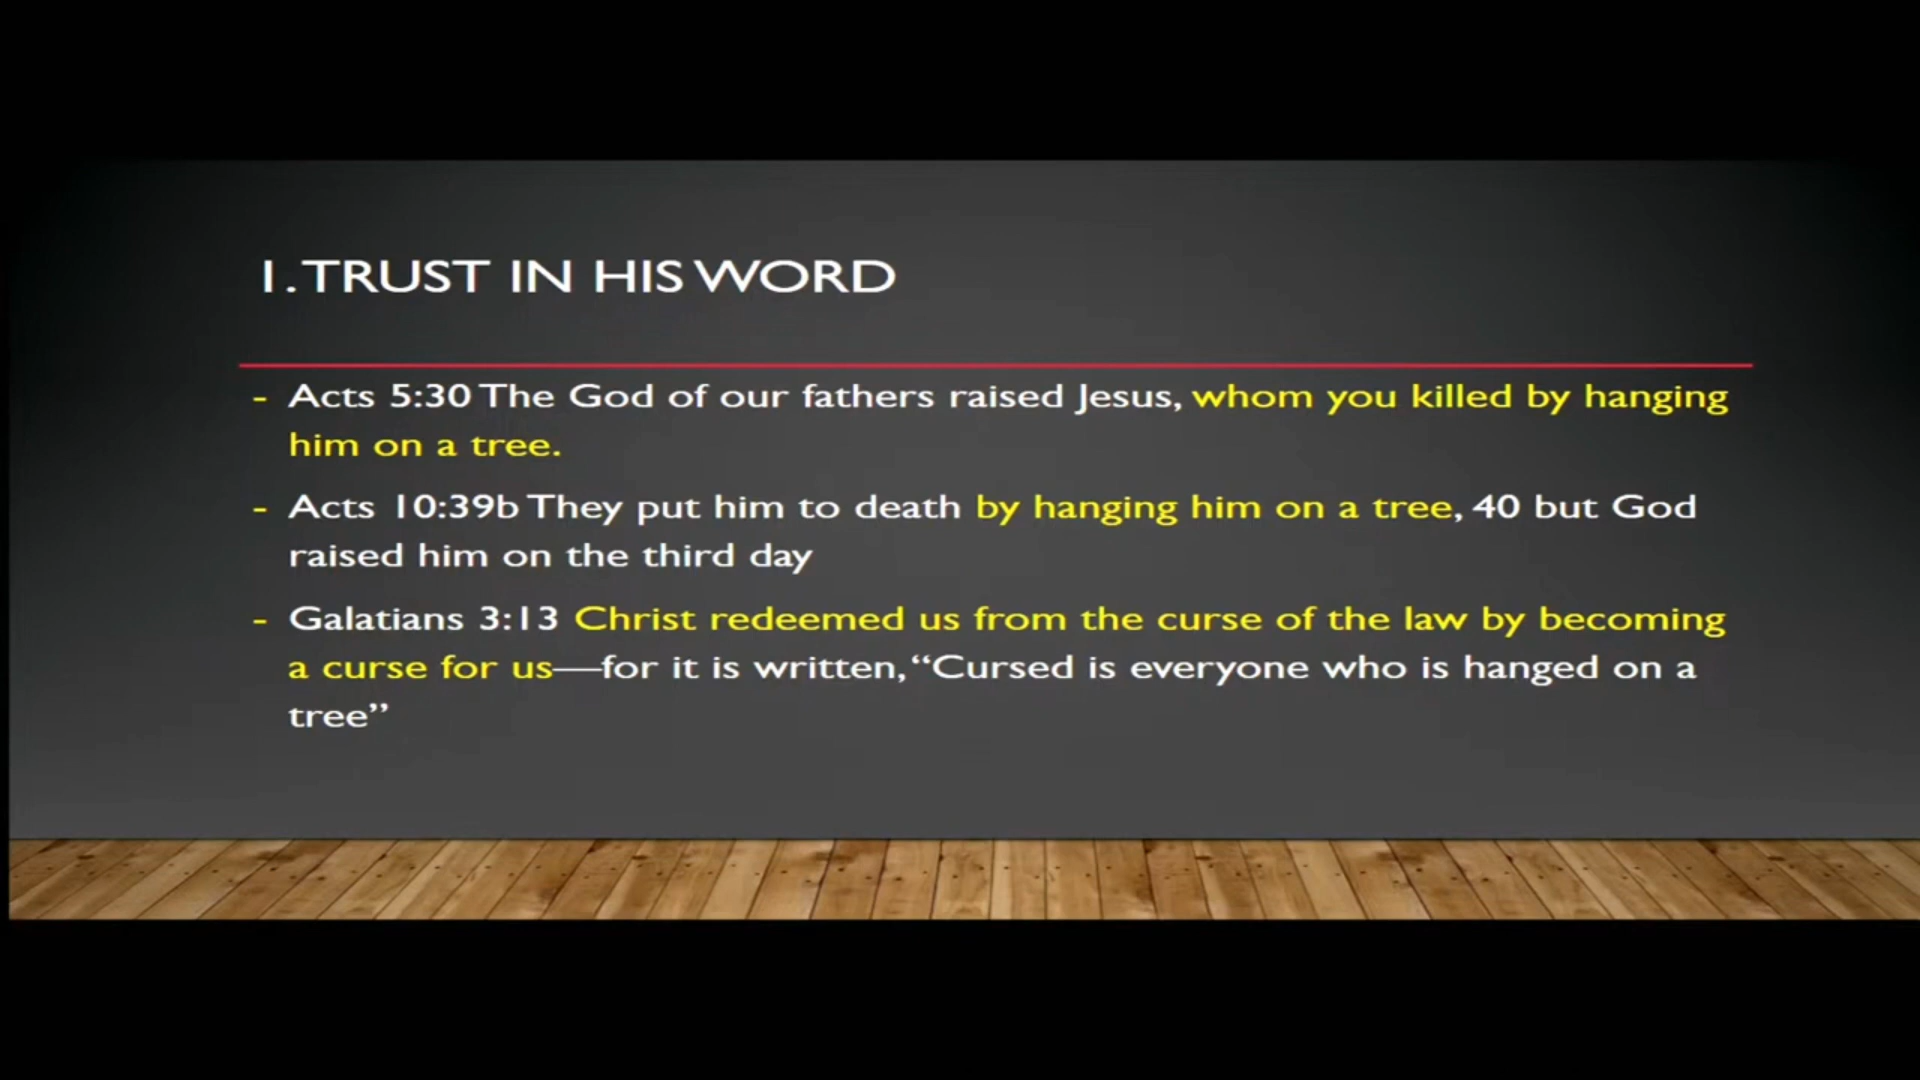 1. TRUST IN HIS WORD
- Acts 5:30 The God of our fathers raised Jesus, whom you killed by hanging
him on a tree.
- Acts 10:39b They put him to death by hanging him on a tree, 40 but God
raised him on the third day
- Galatians 3:13 Christ redeemed us from the curse of the law by becoming
a curse for us—for it is written, “Cursed is everyone who is hanged on a
tree”